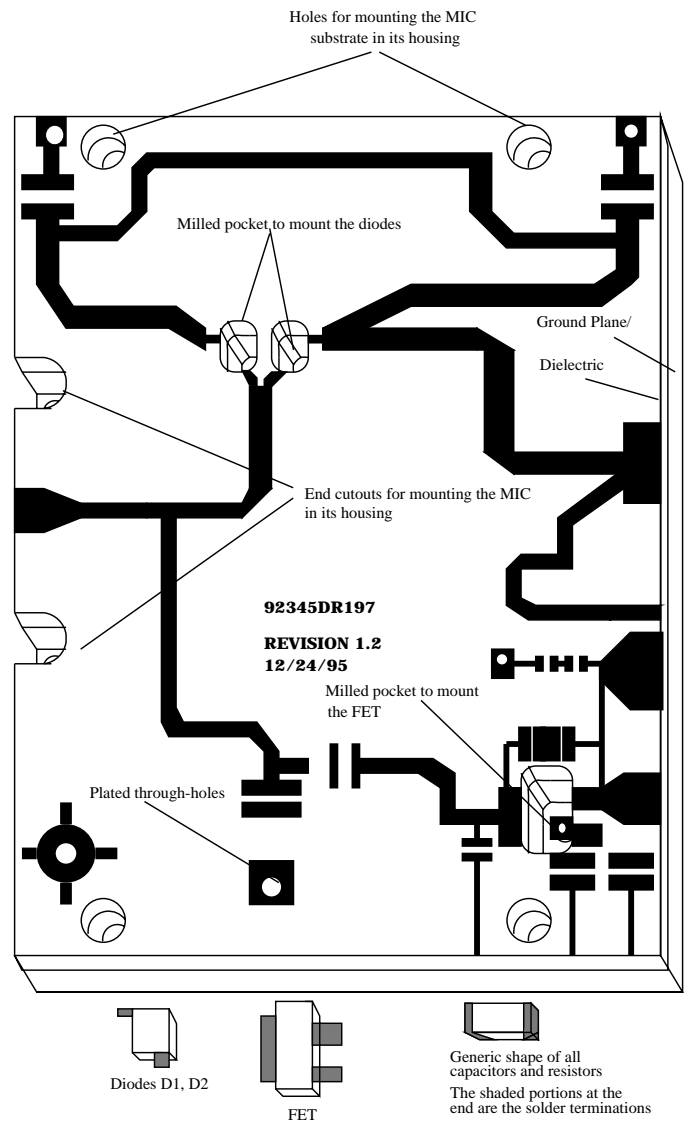 Holes for mounting the MIC
substrate in its housing
Milled pocket to mount the diodes
Ground Plane/
Dielectric
End cutouts for mounting the MIC
in its housing
92345DR197
REVISION 1.2
12/24/95
Milled pocket to mount
the FET
Plated through-holes
Diodes D1, D2
FET
Generic shape of all
capacitors and resistors
The shaded portions at the
end are the solder terminations